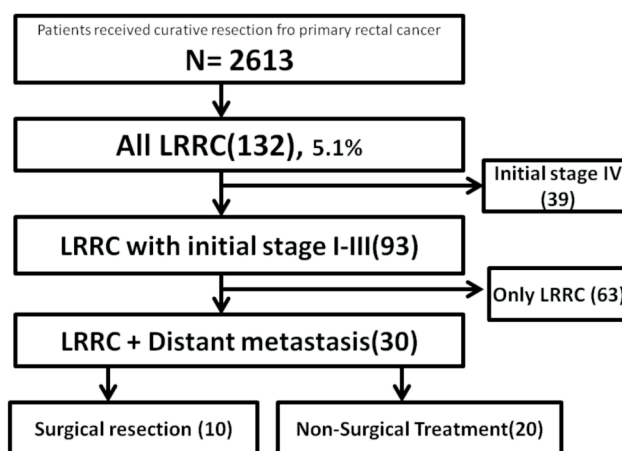 Patients received curative resection fro primary rectal cancer
N= 2613
All LRRC(132), 5.1%
Initial stage IV
(39)
LRRC with initial stage I-III(93)
Only LRRC (63)
LRRC + Distant metastasis(30)
Surgical resection (10)
Non-Surgical Treatment(20)